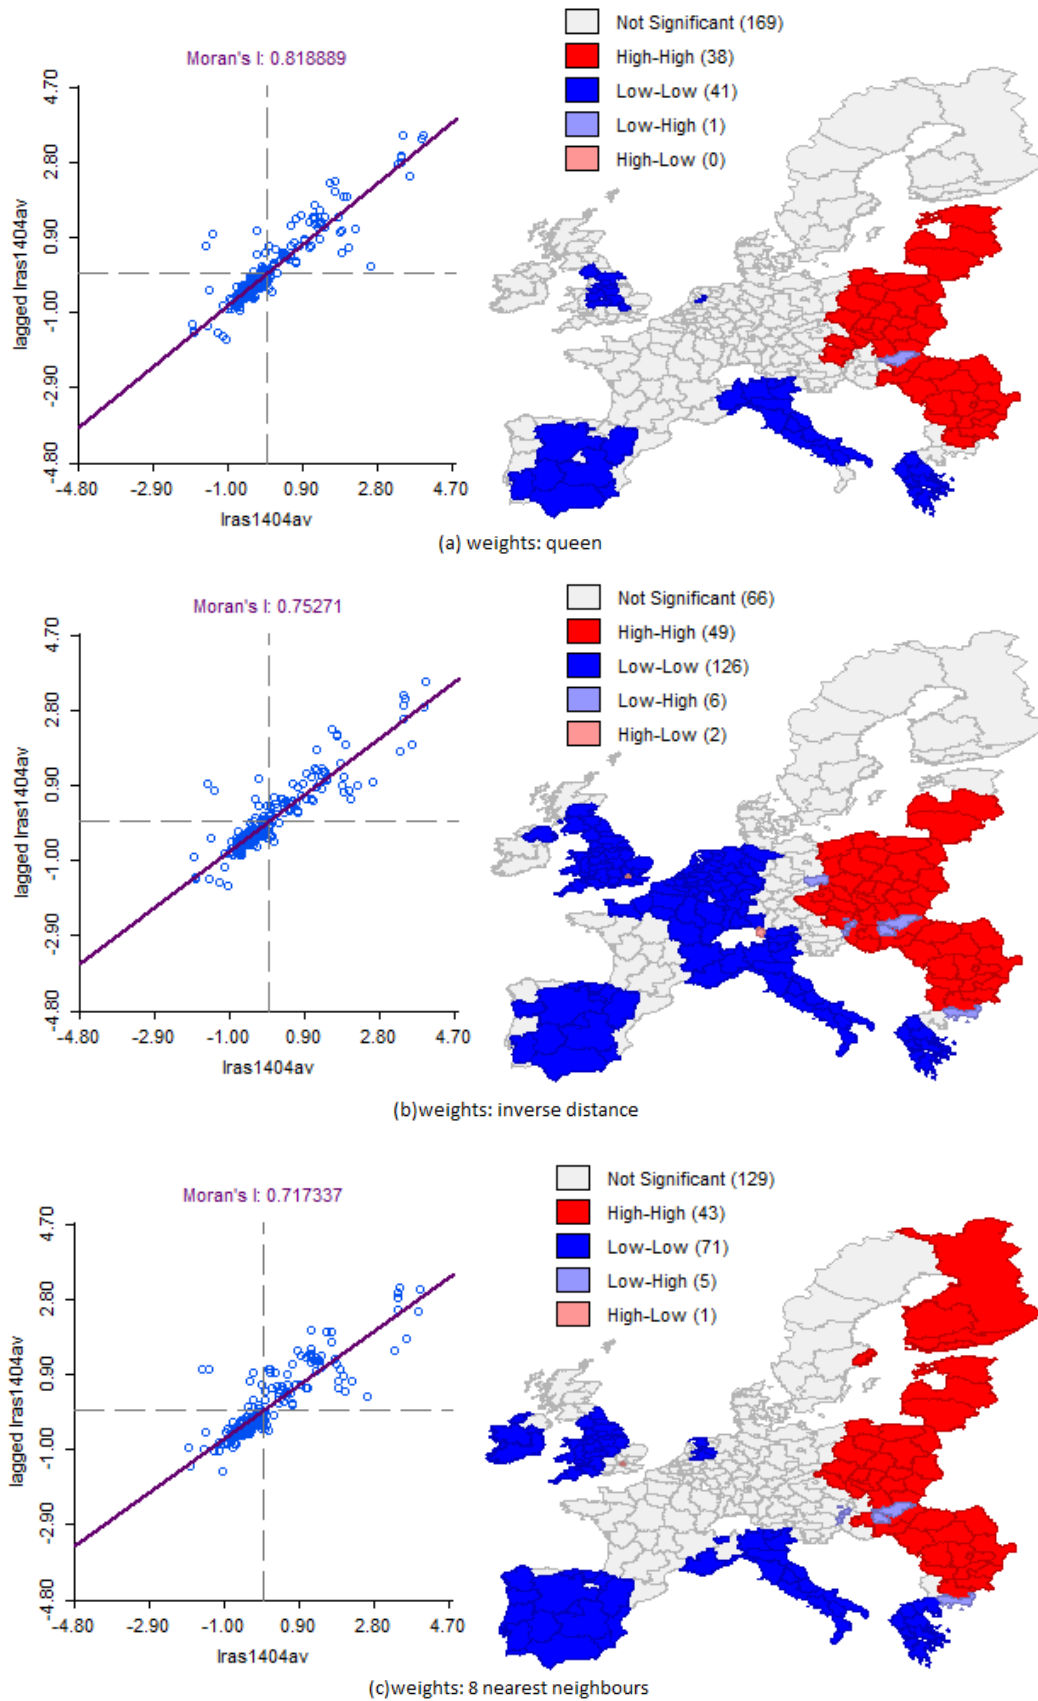 Moran's I: 0.818889
4.70
2.80
0.90
-1.00
-2.90
-4.80
lagged lras1404av
-4.80 -2.90 -1.00 0.90 2.80 4.70
lras1404av
Not Significant (169)
High-High (38)
Low-Low (41)
Low-High (1)
High-Low (0)
(a) weights: queen
Moran's I: 0.75271
4.70
2.80
0.90
-1.00
-2.90
-4.80
lagged lras1404av
-4.80 -2.90 -1.00 0.90 2.80 4.70
lras1404av
Not Significant (66)
High-High (49)
Low-Low (126)
Low-High (6)
High-Low (2)
(b)weights: inverse distance
Moran's I: 0.717337
4.70
2.80
0.90
-1.00
-2.90
-4.80
lagged lras1404av
-4.80 -2.90 -1.00 0.90 2.80 4.70
lras1404av
Not Significant (129)
High-High (43)
Low-Low (71)
Low-High (5)
High-Low (1)
(c)weights: 8 nearest neighbours